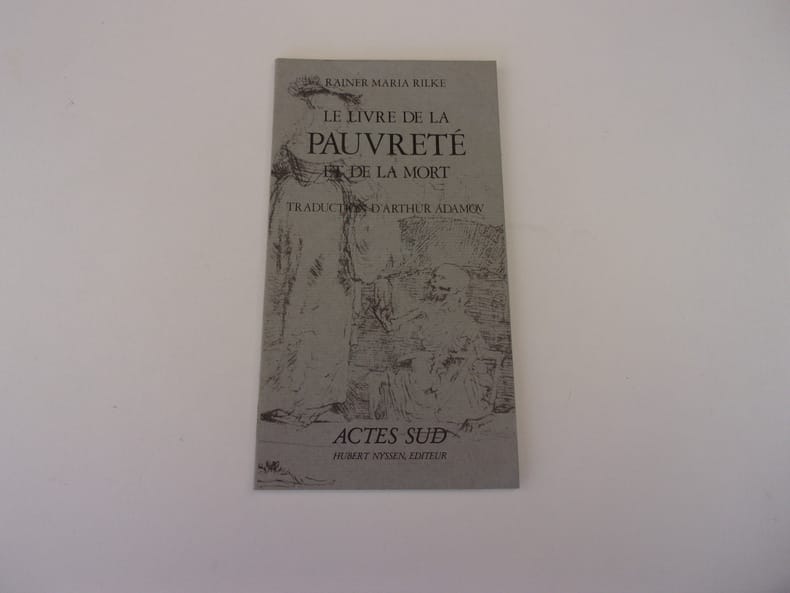 RAINER MARIA RILKE
LE LIVRE DE LA
PAUVRETÉ
ET DE LA MORT
TRADUCTION D'ARTHUR ADAMOV
ACTES SUD
HUBERT NYSSEN, EDITEUR